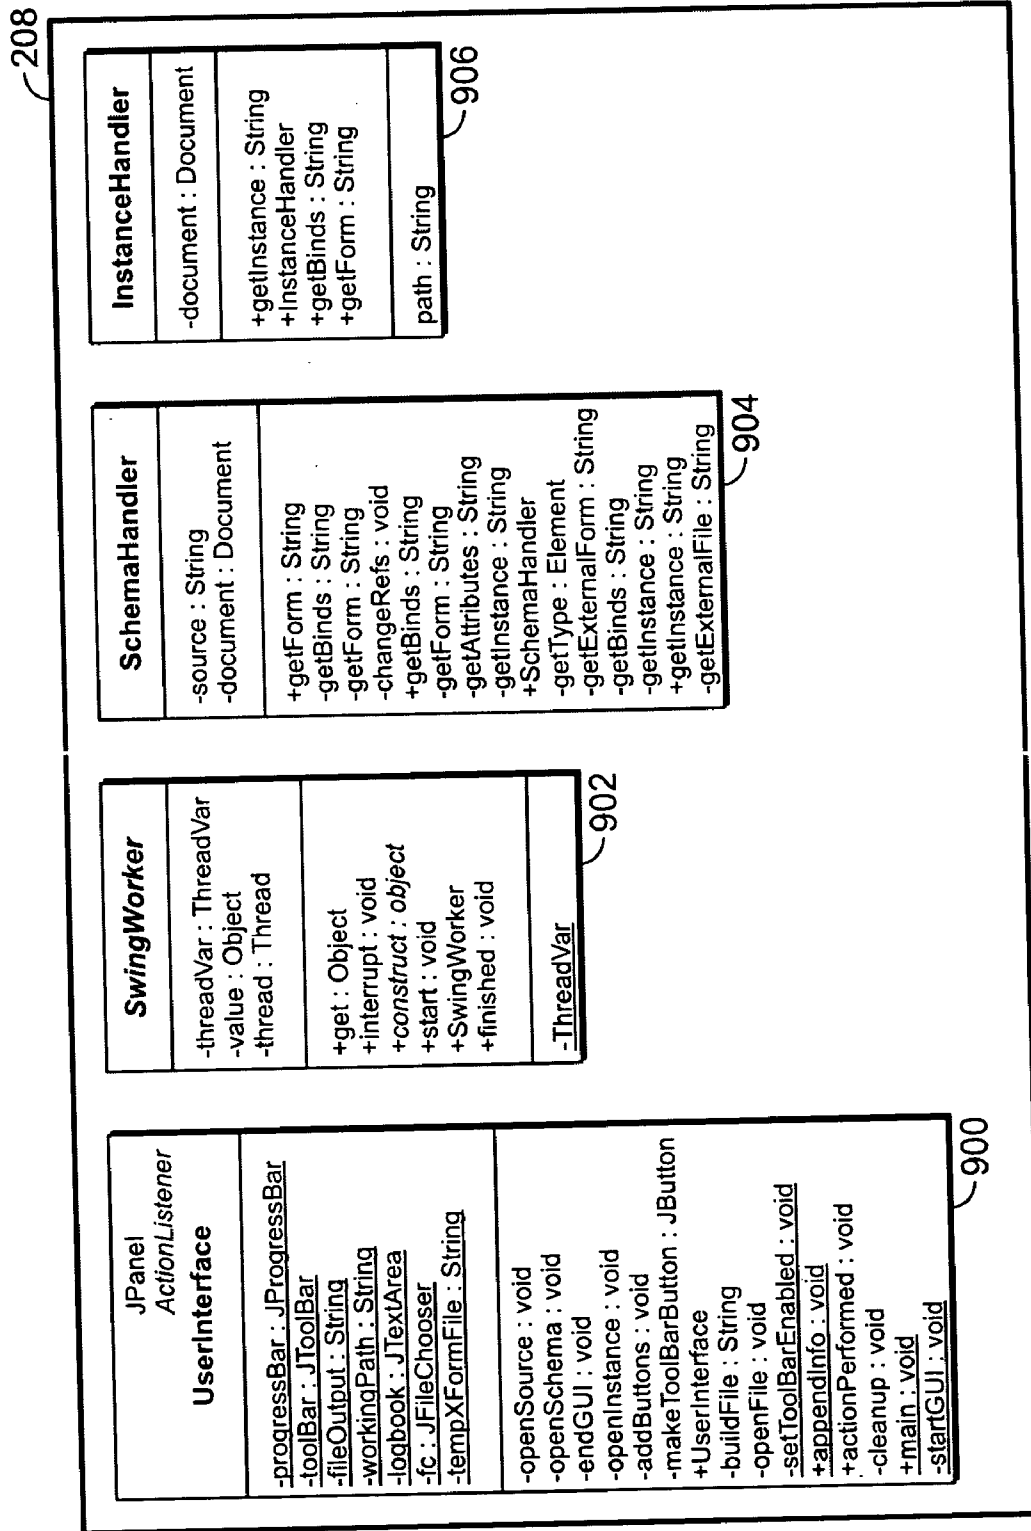 208
JPanel
ActionListener
UserInterface
-progressBar : JProgressBar
-toolBar : JToolBar
-fileOutput : String
-workingPath : String
-logbook : JTextArea
-fc : JFileChooser
-tempXFormFile : String
-openSource : void
-openSchema : void
-endGUI : void
-openInstance : void
-addButtons : void
-makeToolBarButton : JButton
+UserInterface
-buildFile : String
-openFile : void
-setToolBarEnabled : void
+appendInfo : void
+actionPerformed : void
-cleanup : void
+main : void
-startGUI : void
900
SwingWorker
-threadVar : ThreadVar
-value : Object
-thread : Thread
+get : Object
+interrupt : void
+construct : object
+start : void
+SwingWorker
+finished : void
-ThreadVar
902
SchemaHandler
-source : String
-document : Document
+getForm : String
-getBinds : String
-getForm : String
-changeRefs : void
+getBinds : String
-getForm : String
-getAttributes : String
-getInstance : String
+SchemaHandler
-getType : Element
-getExternalForm : String
-getBinds : String
-getInstance : String
+getInstance : String
-getExternalFile : String
904
InstanceHandler
-document : Document
+getInstance : String
+InstanceHandler
+getBinds : String
+getForm : String
path : String
906